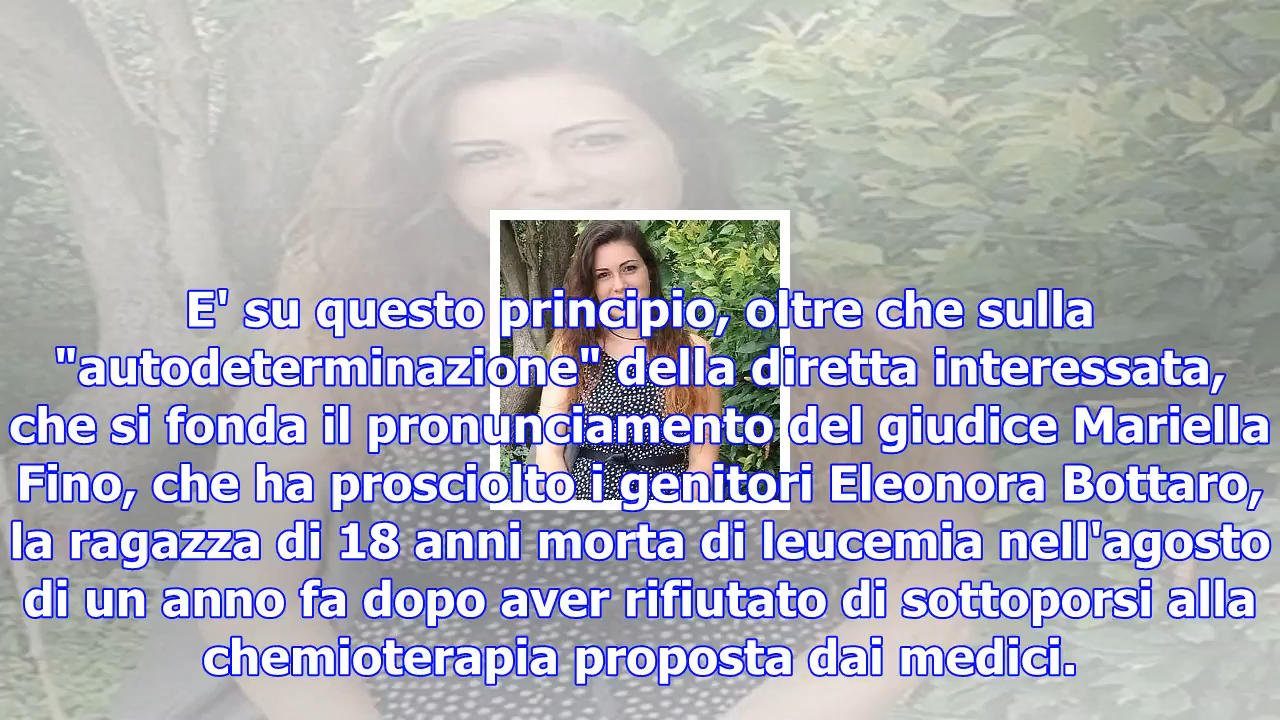 E' su questo principio, oltre che sulla
"autodeterminazione" della diretta interessata,
che si fonda il pronunciamento del giudice Mariella
Fino, che ha prosciolto i genitori Eleonora Bottaro,
la ragazza di 18 anni morta di leucemia nell'agosto
di un anno fa dopo aver rifiutato di sottoporsi alla
chemioterapia proposta dai medici.